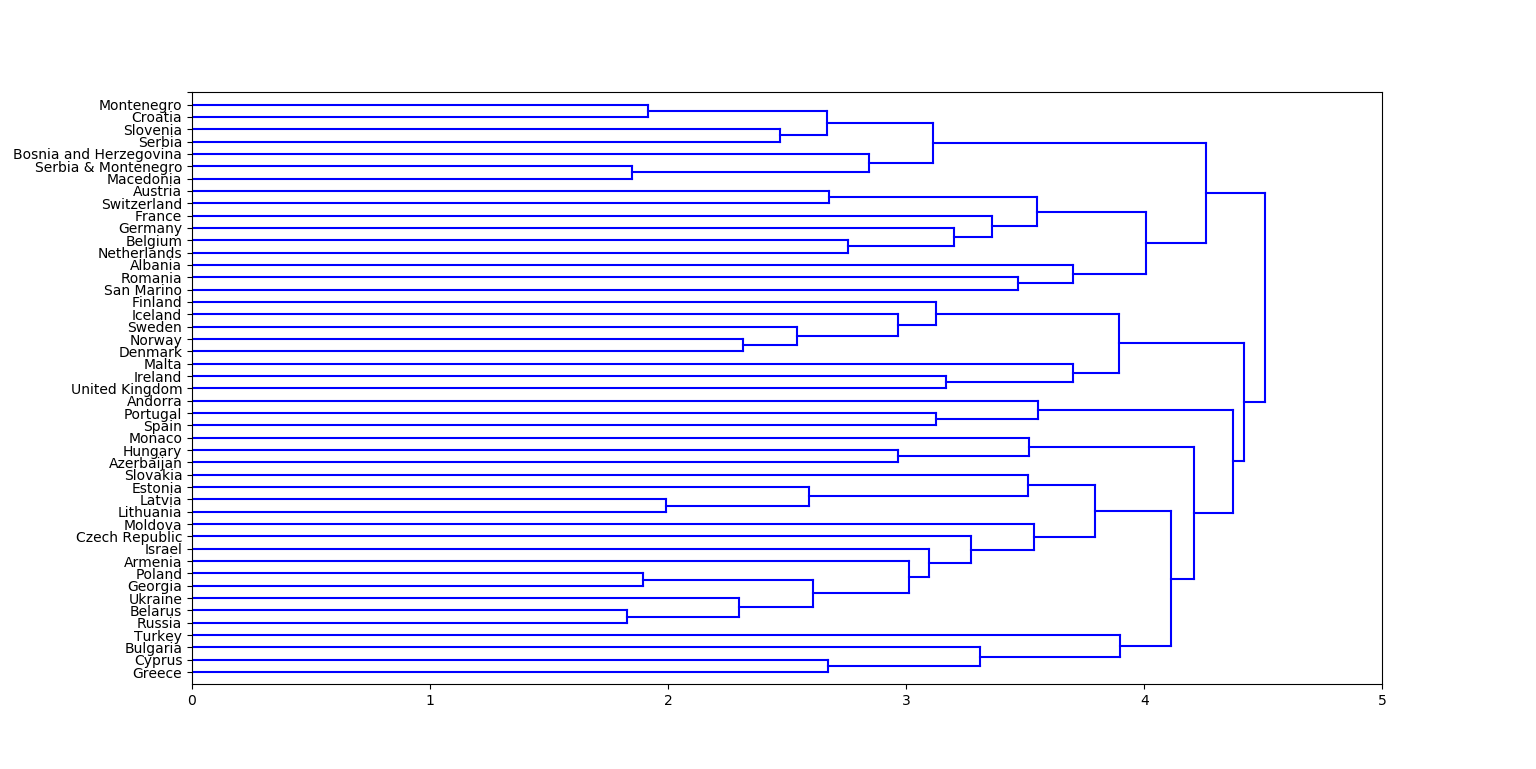 Montenegro
Croatia
Slovenia
Serbia
Bosnia and Herzegovina
Serbia & Montenegro
Macedonia
Austria
Switzerland
France
Germany
Belgium
Netherlands
Albania
Romania
San Marino
Finland
Iceland
Sweden
Norway
Denmark
Malta
Ireland
United Kingdom
Andorra
Portugal
Spain
Monaco
Hungary
Azerbaijan
Slovakia
Estonia
Latvia
Lithuania
Moldova
Czech Republic
Israel
Armenia
Poland
Georgia
Ukraine
Belarus
Russia
Turkey
Bulgaria
Cyprus
Greece
0 1 2 3 4 5